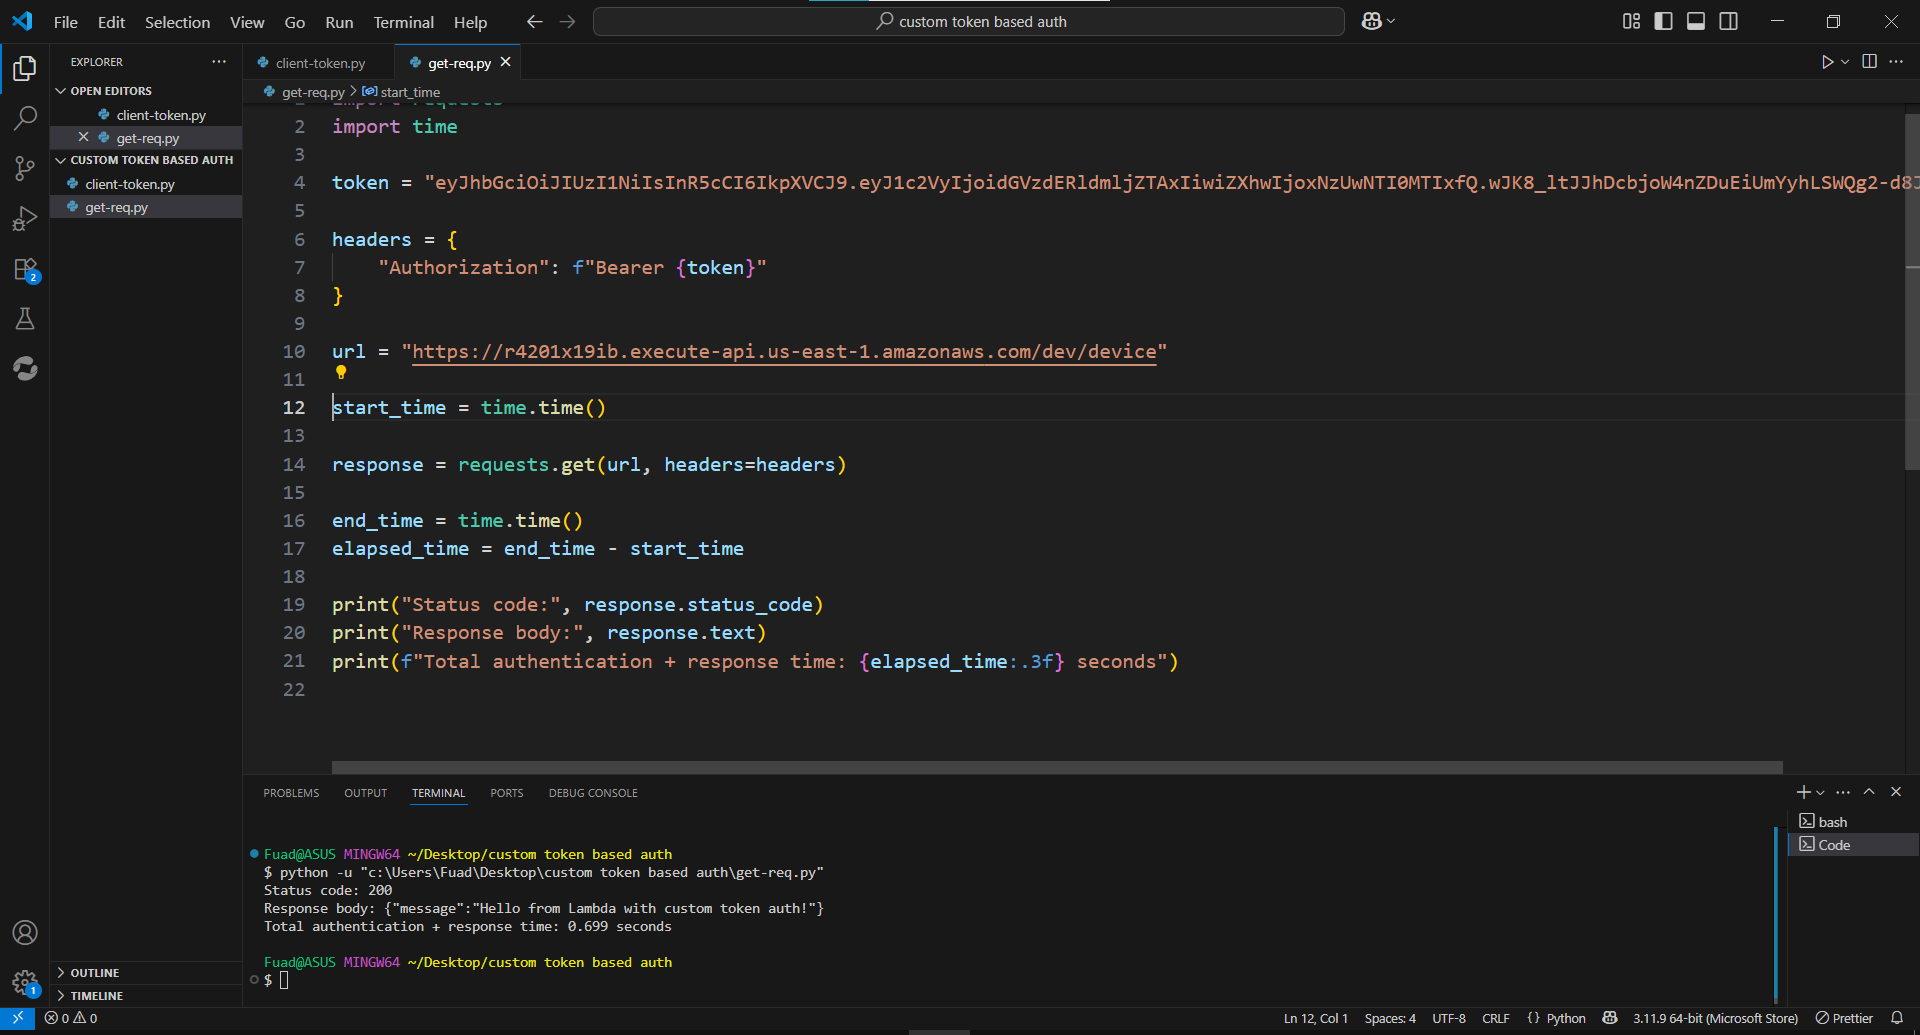 File Edit Selection View Go Run Terminal Help
custom token based auth
EXPLORER
OPEN EDITORS
client-token.py
get-req.py
CUSTOM TOKEN BASED AUTH
client-token.py
get-req.py
OUTLINE
TIMELINE
2
1
client-token.py get-req.py
get-req.py > start_time
1 import requests
2 import time
3
4 token = "eyJhbGciOiJIUzI1NiIsInR5cCI6IkpXVCJ9.eyJ1c2VyIjoidGVzdERldmljZTAxIiwiZXhwIjoxNzUwNTI0MTIxfQ.wJK8_ltJJhDcbjoW4nZDuEiUmYyhLSWQg2-d8J
5
6 headers = {
7 "Authorization": f"Bearer {token}"
8 }
9
10 url = "https://r4201x19ib.execute-api.us-east-1.amazonaws.com/dev/device"
11
12 start_time = time.time()
13
14 response = requests.get(url, headers=headers)
15
16 end_time = time.time()
17 elapsed_time = end_time - start_time
18
19 print("Status code:", response.status_code)
20 print("Response body:", response.text)
21 print(f"Total authentication + response time: {elapsed_time:.3f} seconds")
22
PROBLEMS OUTPUT TERMINAL PORTS DEBUG CONSOLE
Fuad@ASUS MINGW64 ~/Desktop/custom token based auth
$ python -u "c:\Users\Fuad\Desktop\custom token based auth\get-req.py"
Status code: 200
Response body: {"message":"Hello from Lambda with custom token auth!"}
Total authentication + response time: 0.699 seconds
Fuad@ASUS MINGW64 ~/Desktop/custom token based auth
$
bash
Code
0 0
Ln 12, Col 1 Spaces: 4 UTF-8 CRLF {} Python 3.11.9 64-bit (Microsoft Store) Prettier